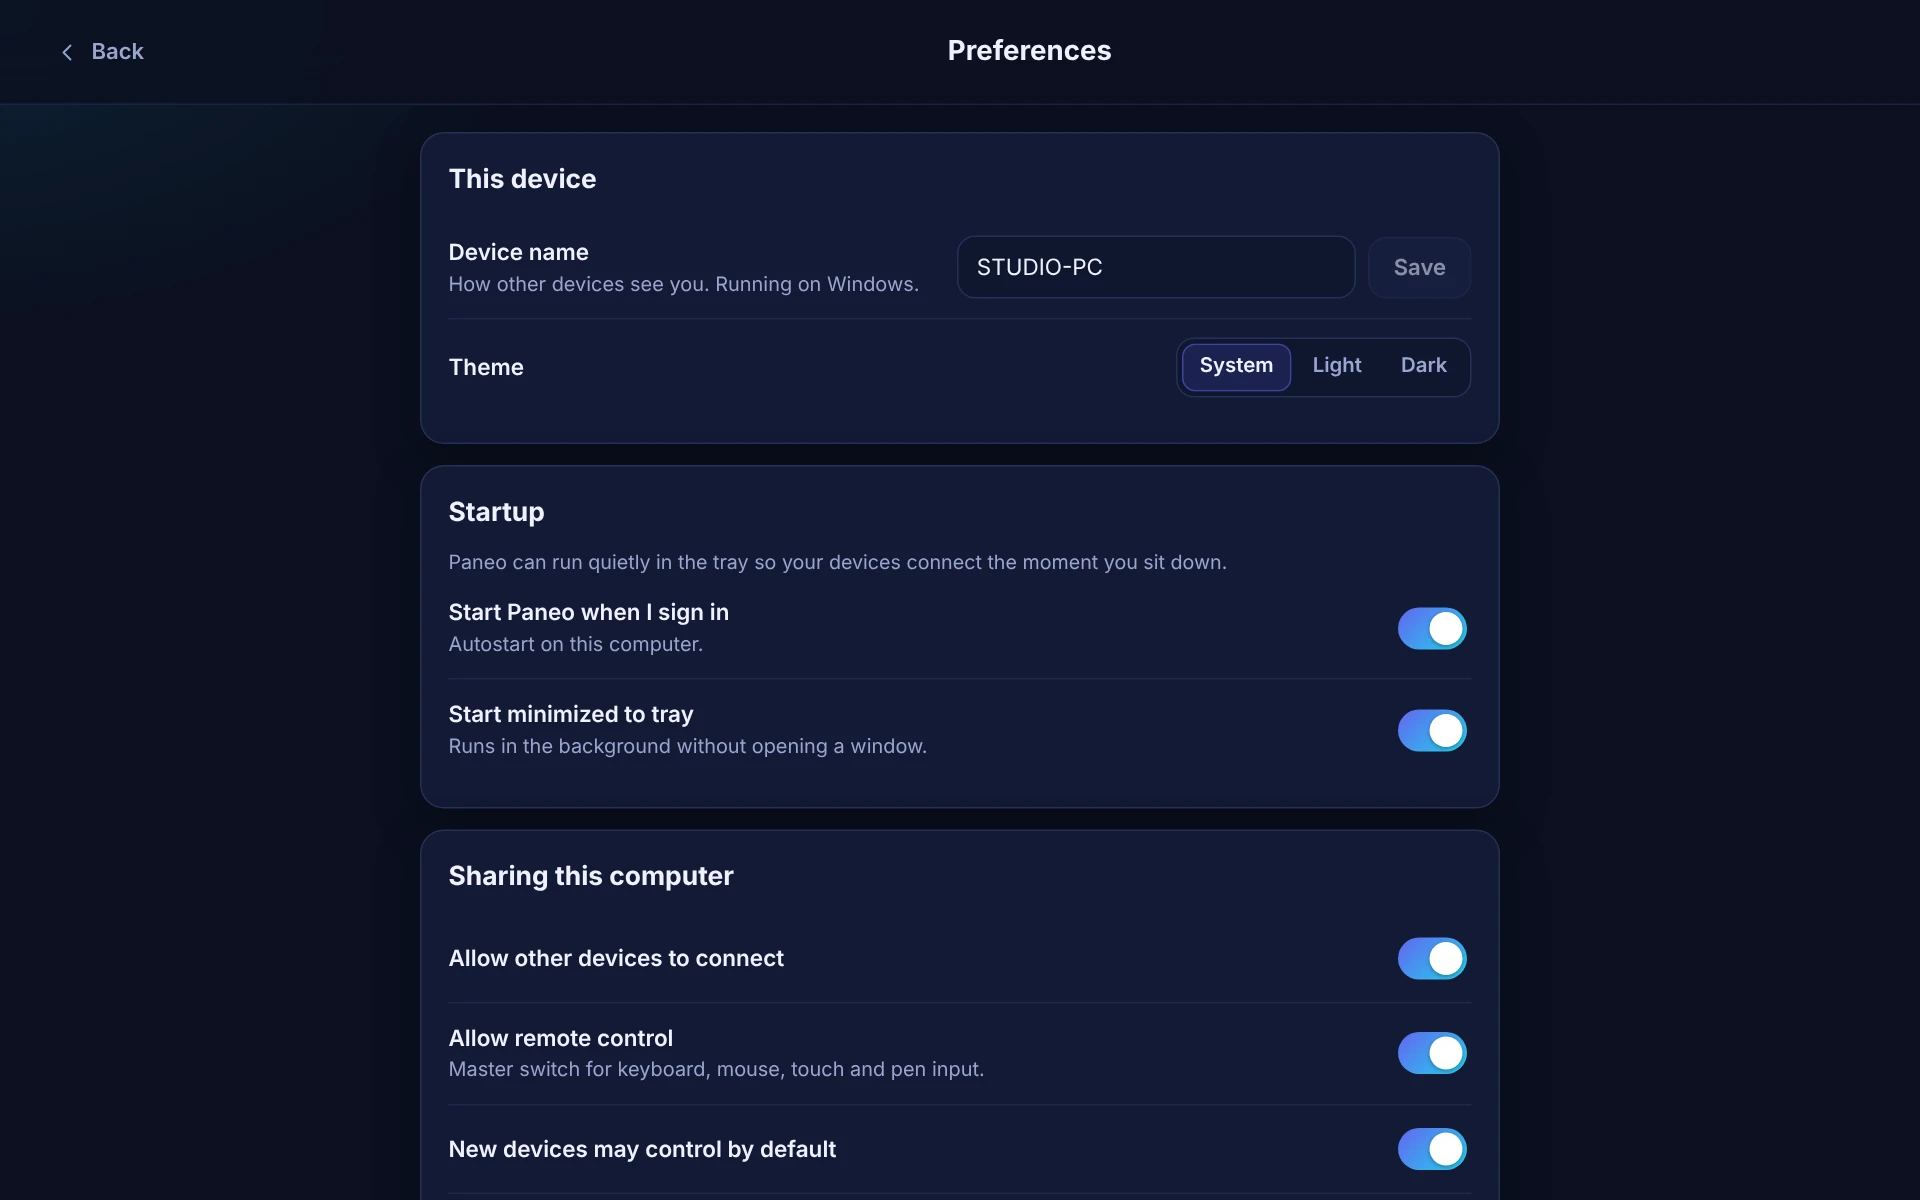 Back
Preferences
This device
Device name
How other devices see you. Running on Windows.
STUDIO-PC
Save
Theme
System
Light
Dark
Startup
Paneo can run quietly in the tray so your devices connect the moment you sit down.
Start Paneo when I sign in
Autostart on this computer.
Start minimized to tray
Runs in the background without opening a window.
Sharing this computer
Allow other devices to connect
Allow remote control
Master switch for keyboard, mouse, touch and pen input.
New devices may control by default